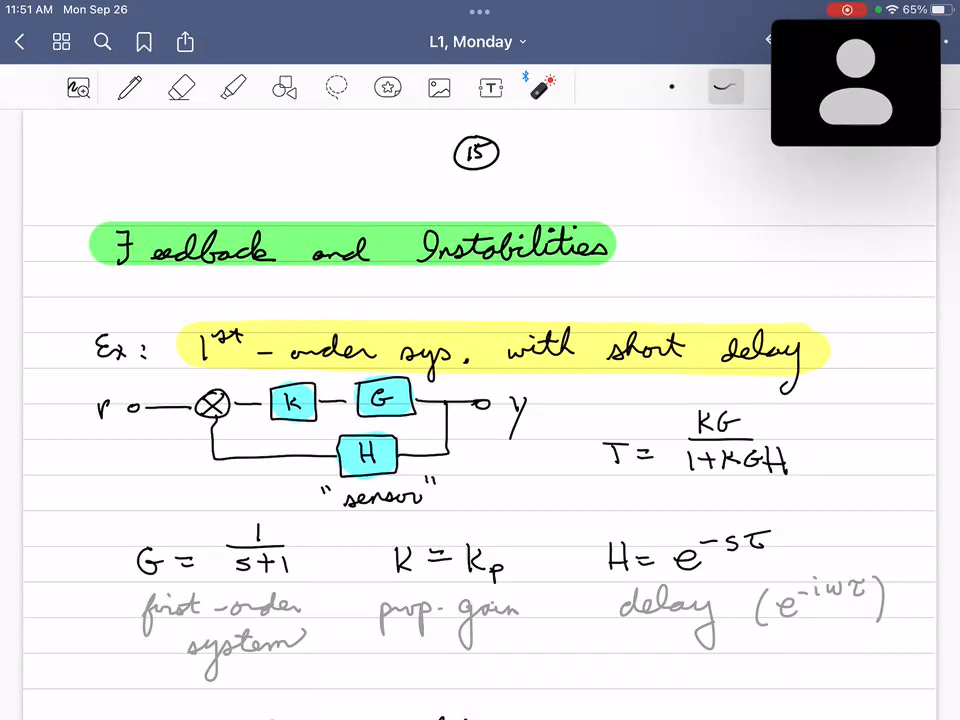 11:51 AM Mon Sep 26
65%
L1, Monday
T
15
Feedback and Instabilities
Ex: 1st-order sys. with short delay
r K G y
H
"sensor"
T = KG / 1+KGH
G = 1 / s+1 K = Kp H = e^-sτ
first-order system prop. gain delay (e^-iωτ)